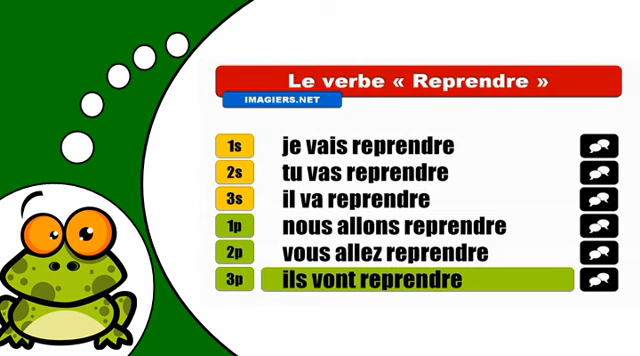 Le verbe « Reprendre »
IMAGIERS.NET
1s je vais reprendre
2s tu vas reprendre
3s il va reprendre
1p nous allons reprendre
2p vous allez reprendre
3p ils vont reprendre